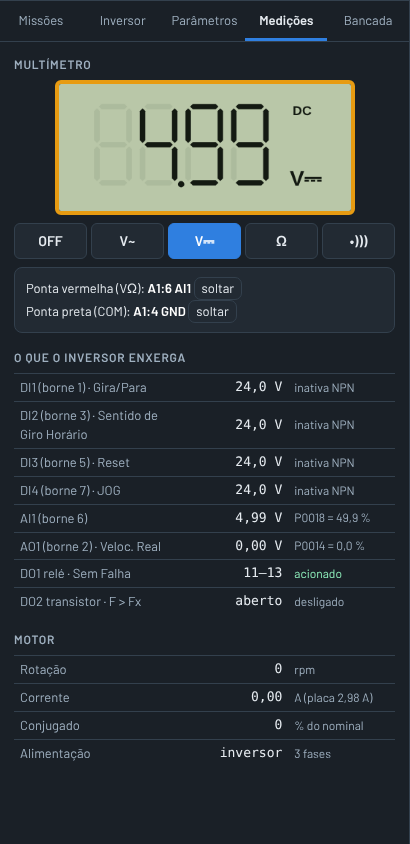 Missões Inversor Parâmetros Medições Bancada
MULTÍMETRO
DC
4.99
V⎓
OFF V~ V⎓ Ω •)))
Ponta vermelha (VΩ): A1:6 AI1 soltar
Ponta preta (COM): A1:4 GND soltar
O QUE O INVERSOR ENXERGA
DI1 (borne 1) · Gira/Para 24,0 V inativa NPN
DI2 (borne 3) · Sentido de
Giro Horário 24,0 V inativa NPN
DI3 (borne 5) · Reset 24,0 V inativa NPN
DI4 (borne 7) · JOG 24,0 V inativa NPN
AI1 (borne 6) 4,99 V P0018 = 49,9 %
AO1 (borne 2) · Veloc. Real 0,00 V P0014 = 0,0 %
DO1 relé · Sem Falha 11–13 acionado
DO2 transistor · F > Fx aberto desligado
MOTOR
Rotação 0 rpm
Corrente 0,00 A (placa 2,98 A)
Conjugado 0 % do nominal
Alimentação inversor 3 fases